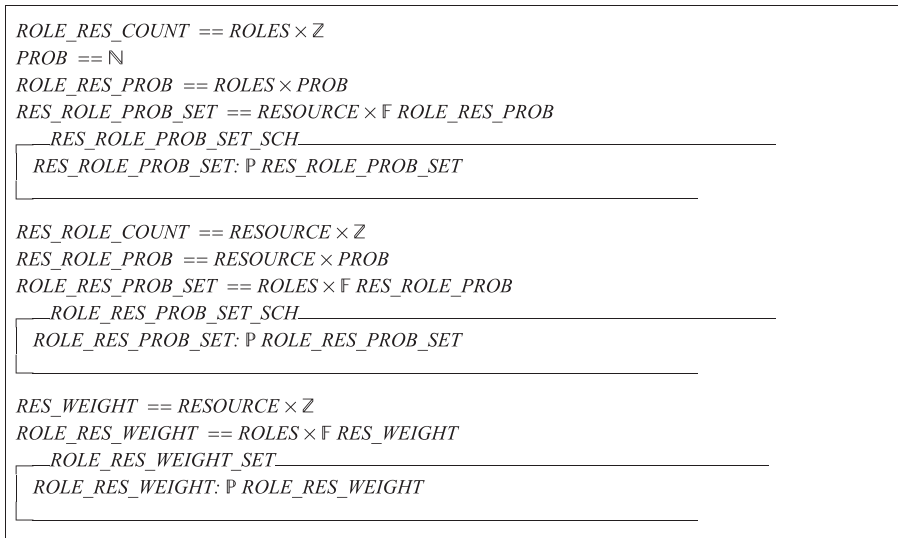 ROLE_RES_COUNT == ROLES × ℤ
PROB == ℕ
ROLE_RES_PROB == ROLES × PROB
RES_ROLE_PROB_SET == RESOURCE × 𝔽 ROLE_RES_PROB
RES_ROLE_PROB_SET_SCH
RES_ROLE_PROB_SET: ℙ RES_ROLE_PROB_SET
RES_ROLE_COUNT == RESOURCE × ℤ
RES_ROLE_PROB == RESOURCE × PROB
ROLE_RES_PROB_SET == ROLES × 𝔽 RES_ROLE_PROB
ROLE_RES_PROB_SET_SCH
ROLE_RES_PROB_SET: ℙ ROLE_RES_PROB_SET
RES_WEIGHT == RESOURCE × ℤ
ROLE_RES_WEIGHT == ROLES × 𝔽 RES_WEIGHT
ROLE_RES_WEIGHT_SET
ROLE_RES_WEIGHT: ℙ ROLE_RES_WEIGHT